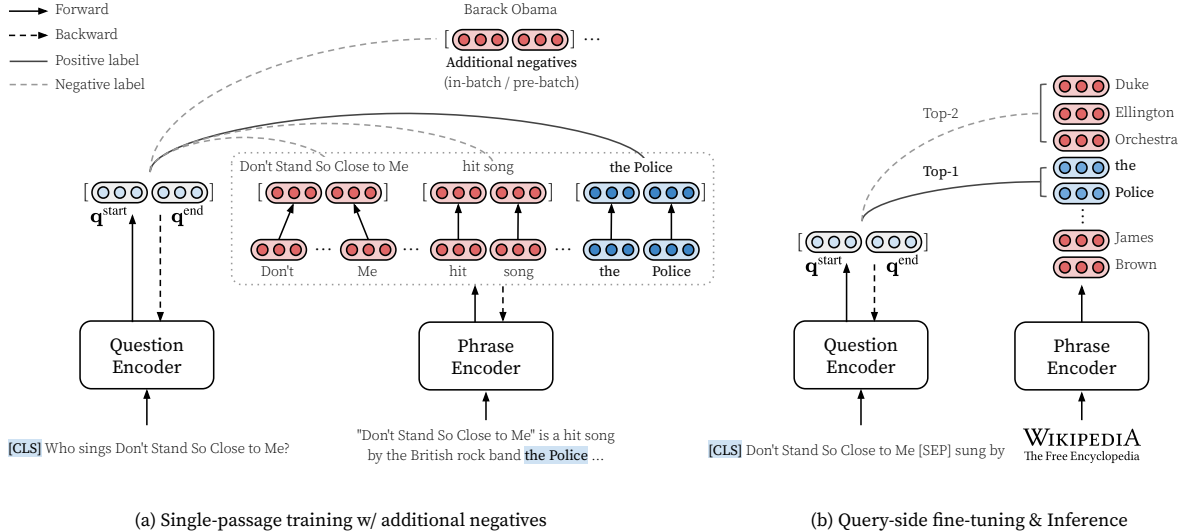 Forward
Backward
Positive label
Negative label
Barack Obama
[ ] ...
Additional negatives
(in-batch / pre-batch)
Don't Stand So Close to Me
hit song
the Police
[ ] [ ] [ ] [ ]
q^start q^end
... ... ...
Don't Me hit song the Police
Question
Encoder
Phrase
Encoder
[CLS] Who sings Don't Stand So Close to Me?
"Don't Stand So Close to Me" is a hit song
by the British rock band the Police ...
(a) Single-passage training w/ additional negatives
Top-2
Top-1
Duke
Ellington
Orchestra
the
Police
⋮
James
Brown
[ ]
q^start q^end
Question
Encoder
Phrase
Encoder
[CLS] Don't Stand So Close to Me [SEP] sung by
WIKIPEDIA
The Free Encyclopedia
(b) Query-side fine-tuning & Inference